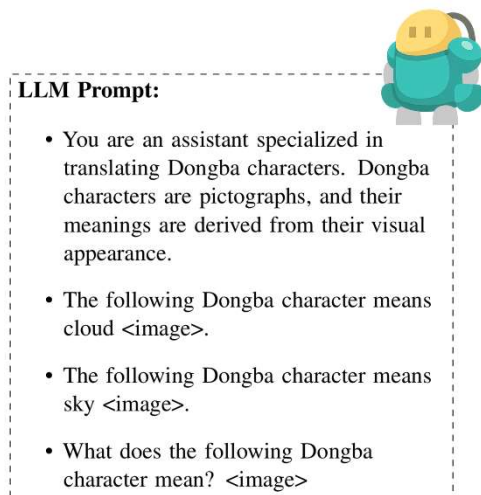 LLM Prompt:
• You are an assistant specialized in
translating Dongba characters. Dongba
characters are pictographs, and their
meanings are derived from their visual
appearance.
• The following Dongba character means
cloud <image>.
• The following Dongba character means
sky <image>.
• What does the following Dongba
character mean? <image>